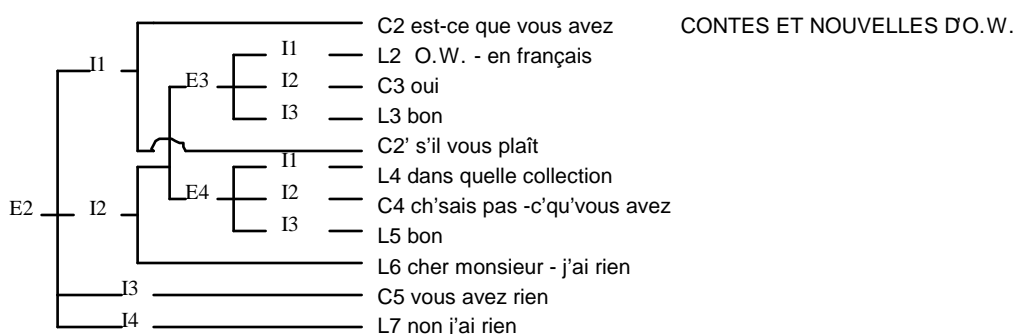 C2 est-ce que vous avez CONTES ET NOUVELLES D'O.W.
I1 L2 O.W. - en français
I1 E3 I2 C3 oui
I3 L3 bon
C2' s'il vous plaît
I1 L4 dans quelle collection
E2 I2 E4 I2 C4 ch'sais pas -c'qu'vous avez
I3 L5 bon
L6 cher monsieur - j'ai rien
I3 C5 vous avez rien
I4 L7 non j'ai rien